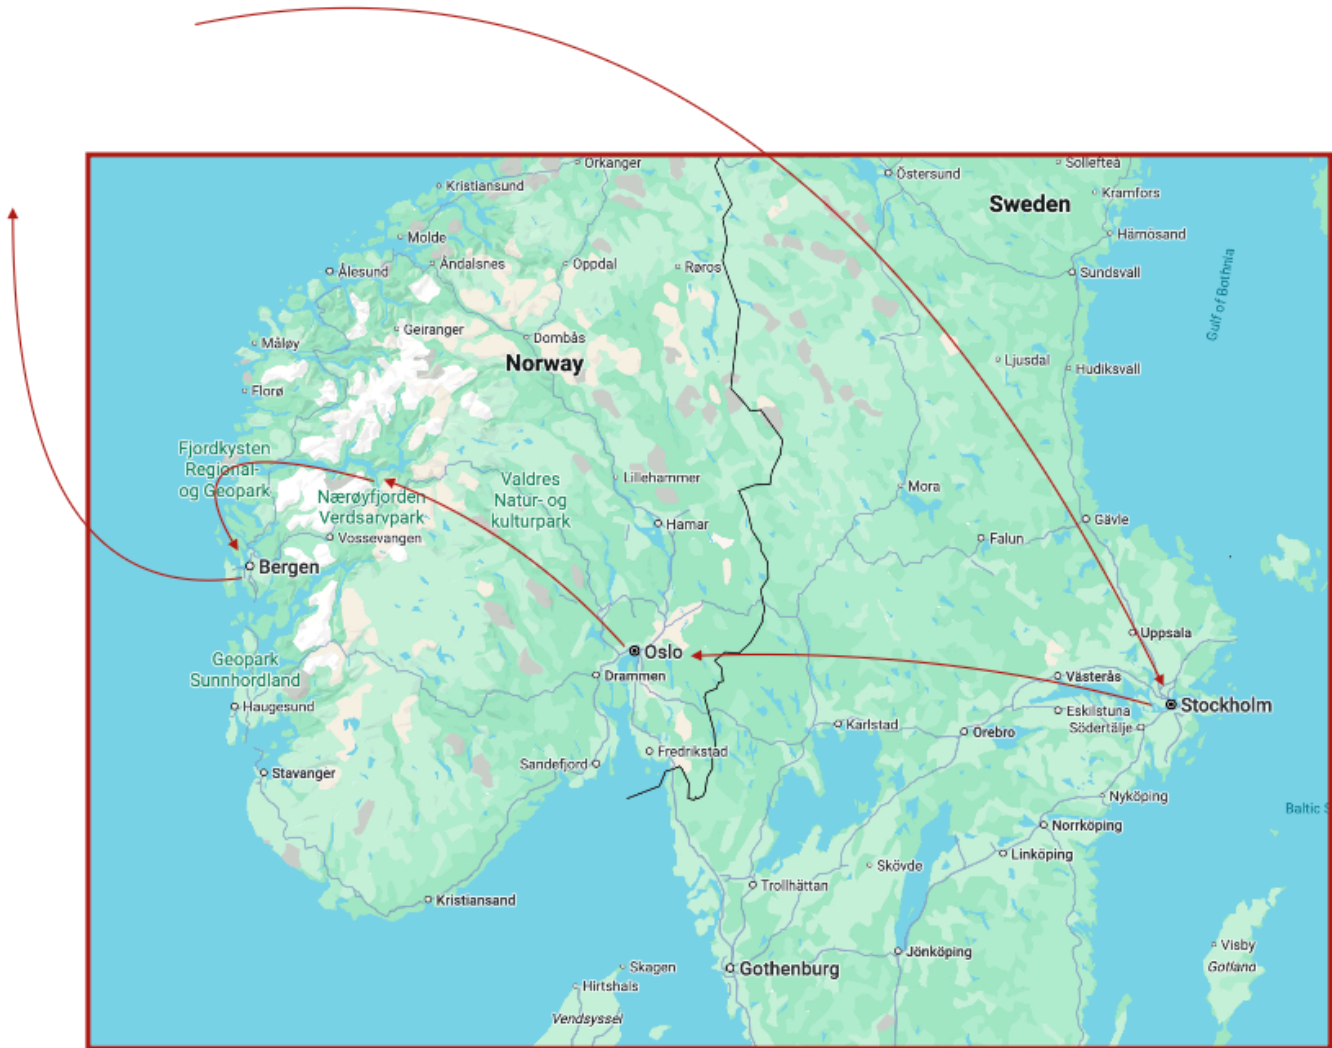 Orkanger
Sollefteå
Östersund
Kristiansund
Kramfors
Sweden
Härnösand
Molde
Åndalsnes
Oppdal
Røros
Ålesund
Sundsvall
Gulf of Bothnia
Geiranger
Dombås
Måløy
Norway
Ljusdal
Hudiksvall
Florø
Fjordkysten
Regional-
og Geopark
Valdres
Natur- og
kulturpark
Lillehammer
Nærøyfjorden
Verdsarvpark
Mora
Hamar
Gävle
Vossevangen
Falun
Bergen
Uppsala
Oslo
Geopark
Sunnhordland
Drammen
Västerås
Haugesund
Eskilstuna
Stockholm
Karlstad
Södertälje
Orebro
Fredrikstad
Sandefjord
Stavanger
Nyköping
Baltic S
Norrköping
Linköping
Skövde
Trollhättan
Kristiansand
Visby
Jönköping
Gotland
Skagen
Gothenburg
Hirtshals
Vendsyssel